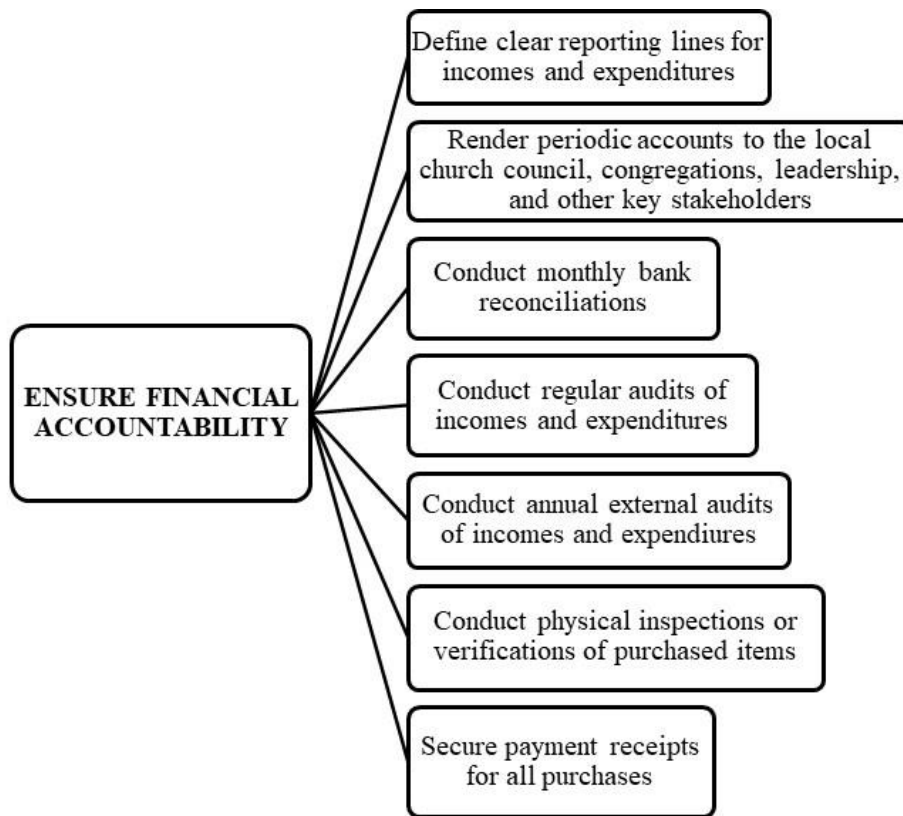 Define clear reporting lines for
incomes and expenditures
Render periodic accounts to the local
church council, congregations, leadership,
and other key stakeholders
Conduct monthly bank
reconciliations
ENSURE FINANCIAL
ACCOUNTABILITY
Conduct regular audits of
incomes and expenditures
Conduct annual external audits
of incomes and expendiures
Conduct physical inspections or
verifications of purchased items
Secure payment receipts
for all purchases